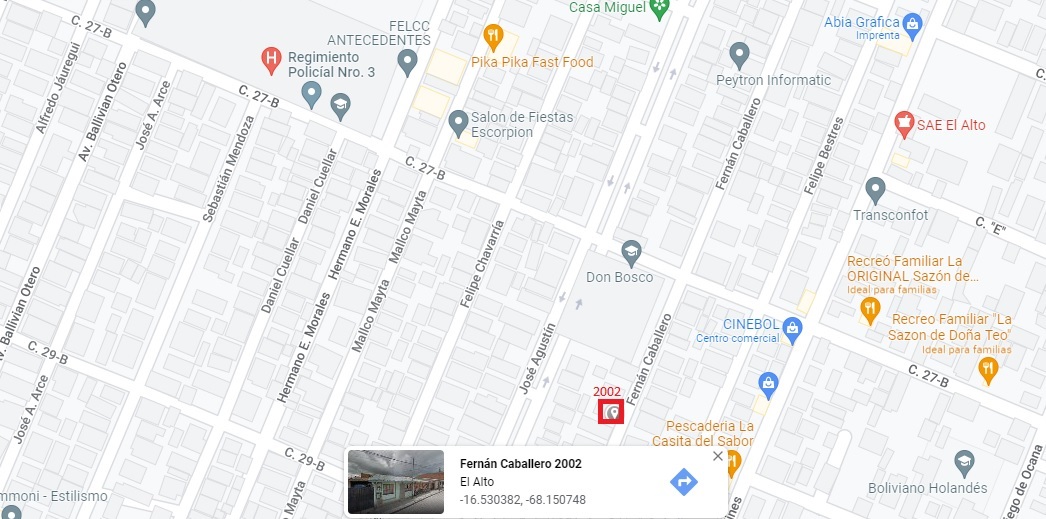 C. 27-B
FELCC
ANTECEDENTES
Casa Miguel
Abia Grafica
Imprenta
Pika Pika Fast Food
Regimiento
Policial Nro. 3
Peytron Informatic
Alfredo Jáuregui
Av. Ballivian Otero
José A. Arce
C. 27-B
Salon de Fiestas
Escorpion
SAE El Alto
Sebastián Mendoza
Daniel Cuellar
Hermano E. Morales
C. 27-B
Mallco Mayta
Fernán Caballero
Felipe Bestres
Transconfot
C. "E"
Felipe Chavarría
Don Bosco
Recreó Familiar La
ORIGINAL Sazón de...
Ideal para familias
Daniel Cuellar
Hermano E. Morales
Mallco Mayta
CINEBOL
Centro comercial
Recreo Familiar "La
Sazon de Doña Teo"
Ideal para familias
Av. Ballivian Otero
C. 29-B
José Agustín
Fernán Caballero
C. 27-B
José A. Arce
2002
Pescaderia La
Casita del Sabor
C. 29-B
Fernán Caballero 2002
El Alto
-16.530382, -68.150748
Boliviano Holandés
mmoni - Estilismo
nes
iego de Ocana